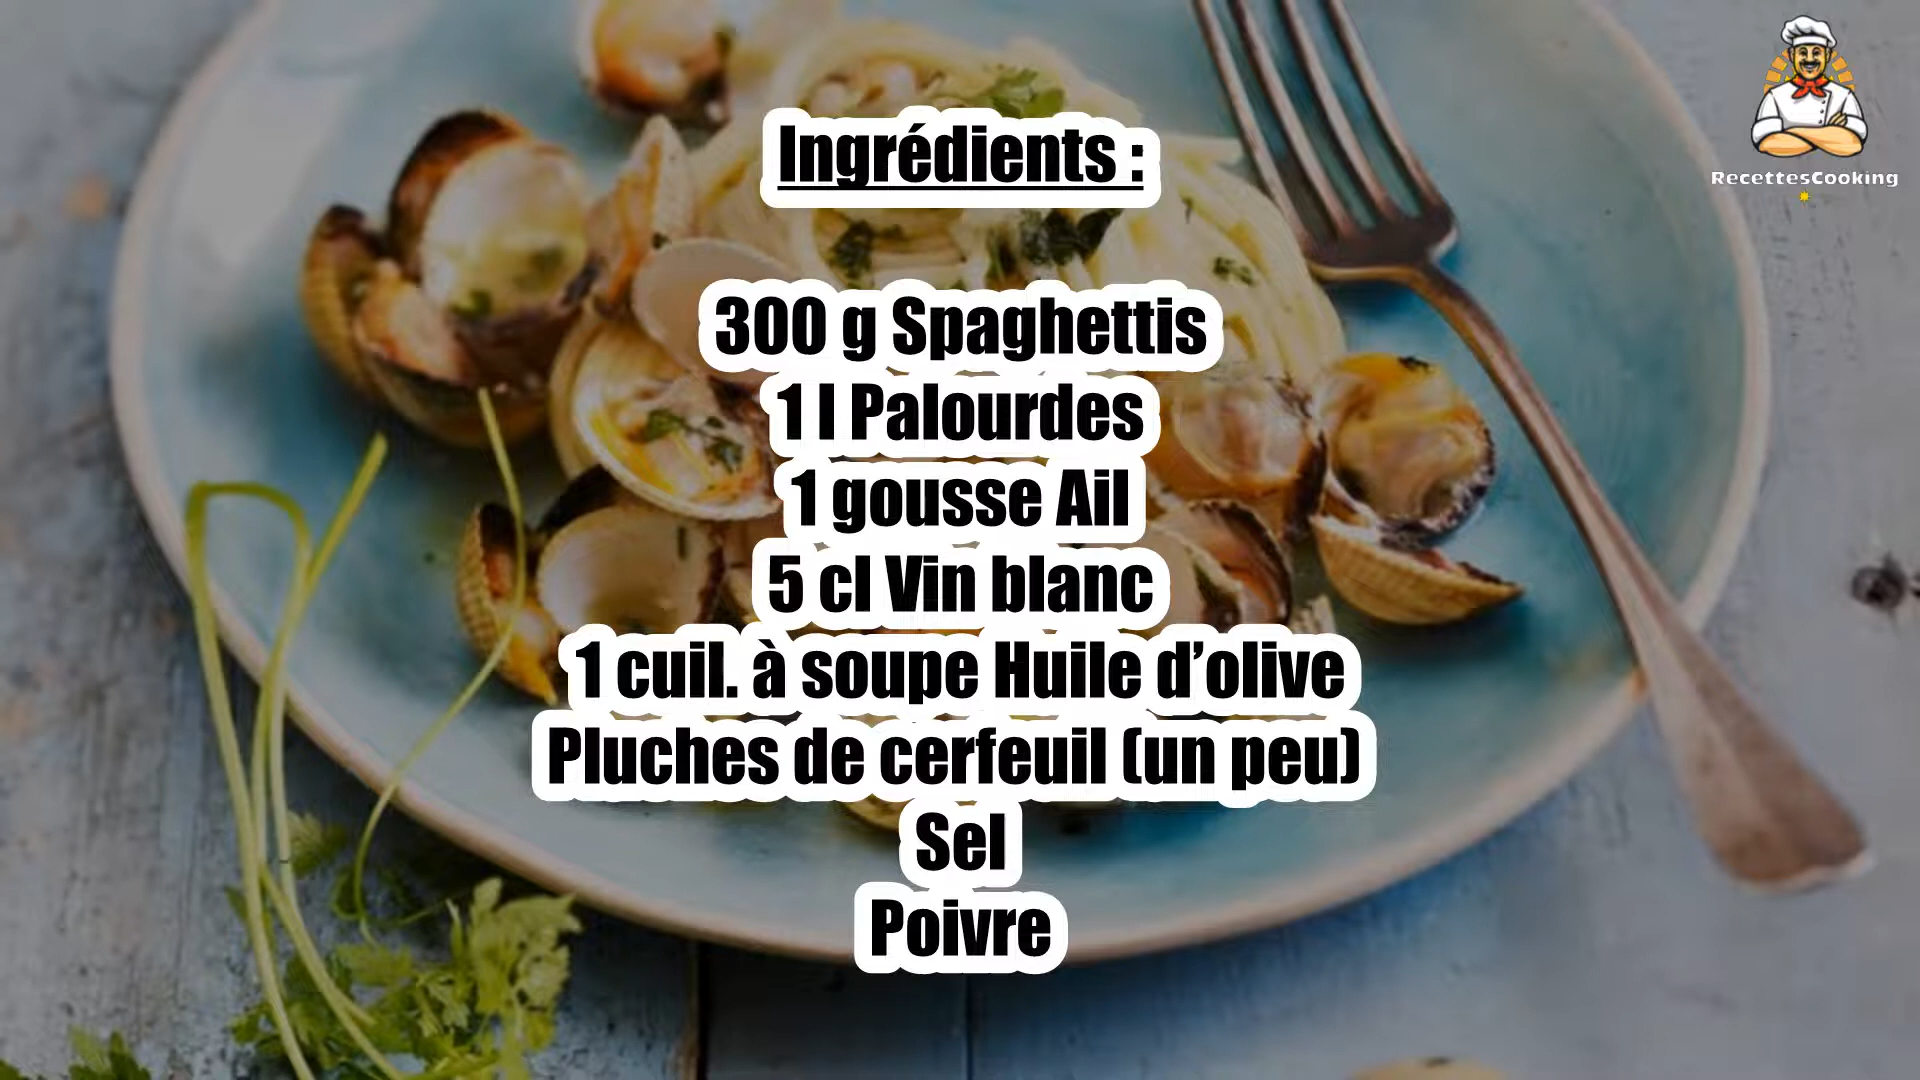 RecettesCooking
Ingrédients :
300 g Spaghettis
1 l Palourdes
1 gousse Ail
5 cl Vin blanc
1 cuil. à soupe Huile d’olive
Pluches de cerfeuil (un peu)
Sel
Poivre